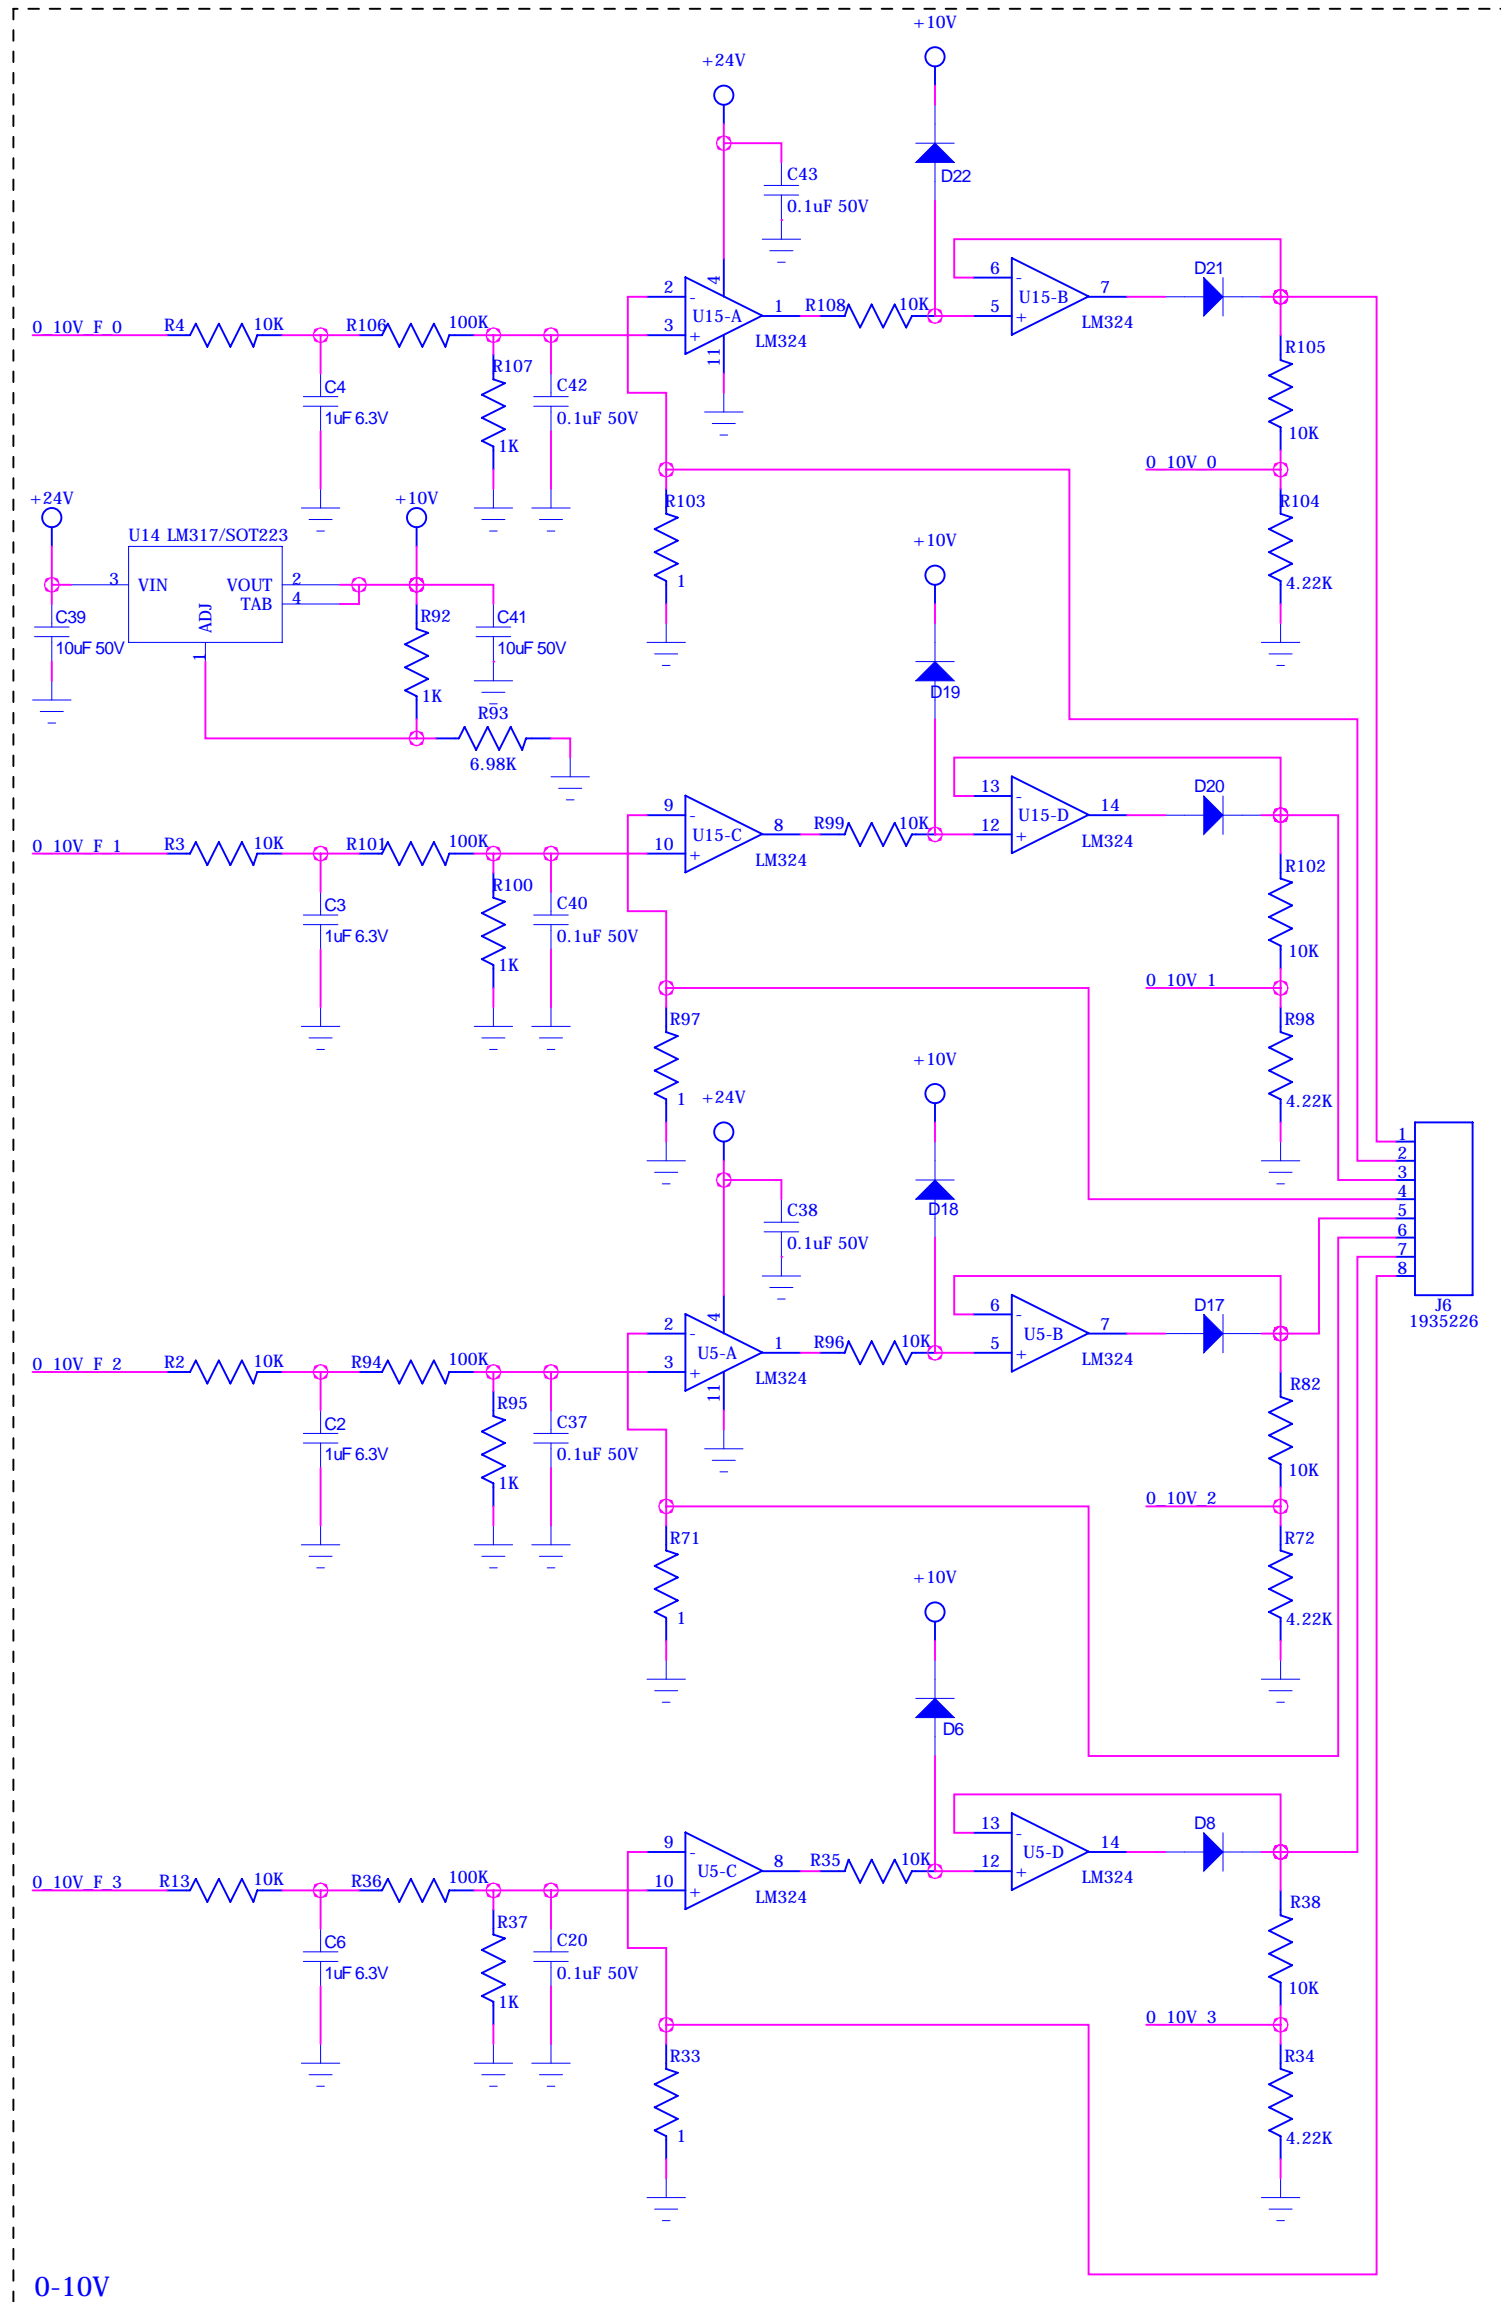 +10V
+24V
C43
0.1uF 50V
D22
2
-
3
+
4
U15-A
11
1
LM324
R108
10K
6
-
5
+
U15-B
7
LM324
D21
0_10V_F_0
R4
10K
R106
100K
R107
1K
C4
1uF 6.3V
C42
0.1uF 50V
R105
10K
0_10V_0
R103
1
R104
4.22K
+24V
+10V
U14 LM317/SOT223
3
VIN
VOUT
2
TAB
4
ADJ
1
C39
10uF 50V
R92
1K
C41
10uF 50V
R93
6.98K
+10V
D19
9
-
10
+
U15-C
8
LM324
R99
10K
13
-
12
+
U15-D
14
LM324
D20
0_10V_F_1
R3
10K
R101
100K
R100
1K
C3
1uF 6.3V
C40
0.1uF 50V
R102
10K
0_10V_1
R97
1
R98
4.22K
+24V
+10V
C38
0.1uF 50V
D18
1
2
3
4
5
6
7
8
J6
1935226
2
-
3
+
4
U5-A
11
1
LM324
R96
10K
6
-
5
+
U5-B
7
LM324
D17
0_10V_F_2
R2
10K
R94
100K
R95
1K
C2
1uF 6.3V
C37
0.1uF 50V
R82
10K
0_10V_2
R71
1
R72
4.22K
+10V
D6
9
-
10
+
U5-C
8
LM324
R35
10K
13
-
12
+
U5-D
14
LM324
D8
0_10V_F_3
R13
10K
R36
100K
R37
1K
C6
1uF 6.3V
C20
0.1uF 50V
R38
10K
0_10V_3
R33
1
R34
4.22K
0-10V